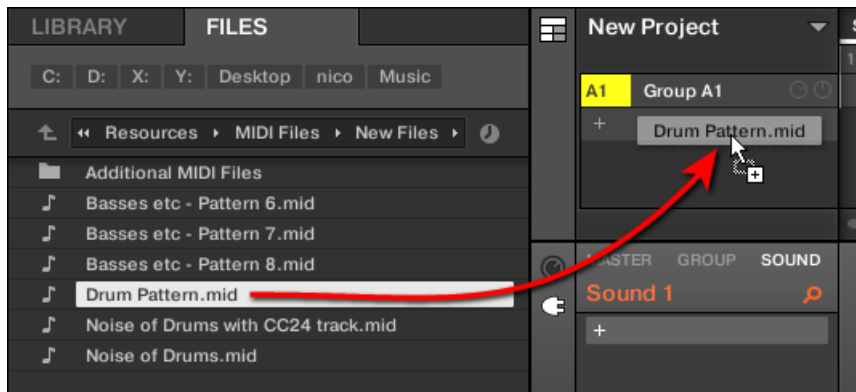 LIBRARY FILES
C: D: X: Y: Desktop nico Music
Resources MIDI Files New Files
Additional MIDI Files
Basses etc - Pattern 6.mid
Basses etc - Pattern 7.mid
Basses etc - Pattern 8.mid
Drum Pattern.mid
Noise of Drums with CC24 track.mid
Noise of Drums.mid
New Project
1
A1 Group A1
+ Drum Pattern.mid
MASTER GROUP SOUND
Sound 1
+